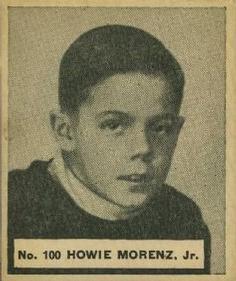 No. 100 HOWIE MORENZ, Jr.